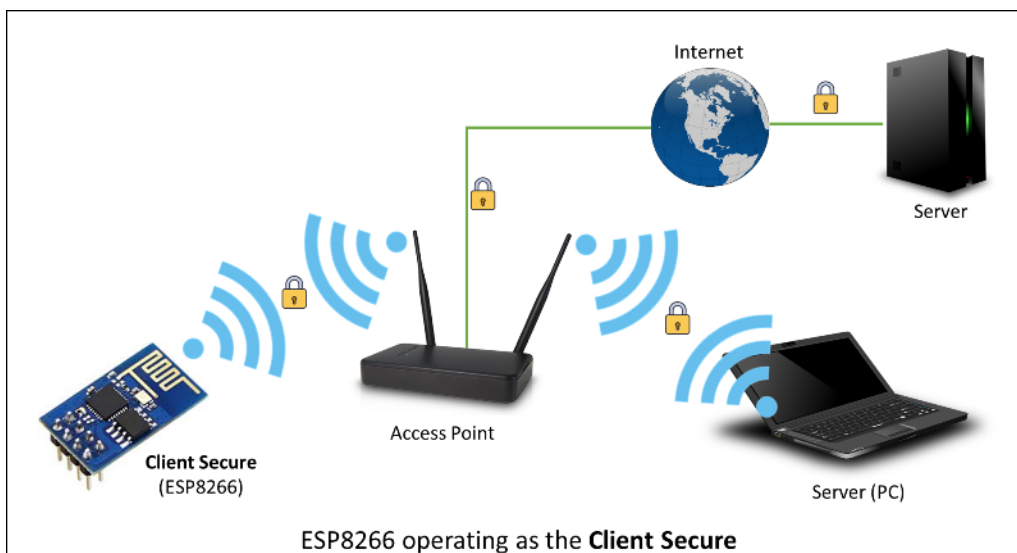 Internet
Server
Access Point
Client Secure
(ESP8266)
Server (PC)
ESP8266 operating as the Client Secure